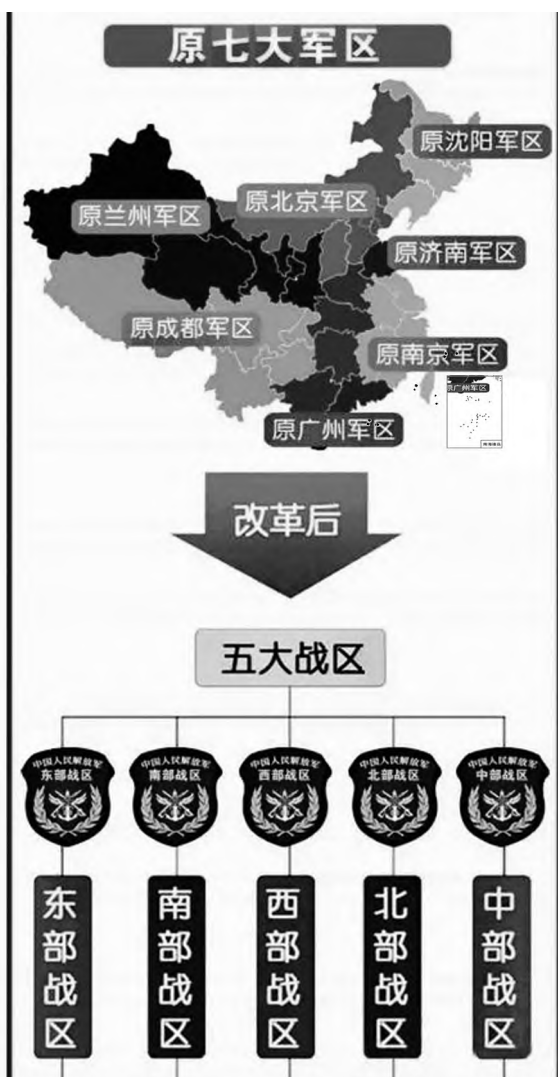 原七大军区
原沈阳军区
原北京军区
原兰州军区
原济南军区
原成都军区
原南京军区
原广州军区
原广州军区
改革后
五大战区
中国人民解放军
东部战区
中国人民解放军
南部战区
中国人民解放军
西部战区
中国人民解放军
北部战区
中国人民解放军
中部战区
东部战区
南部战区
西部战区
北部战区
中部战区